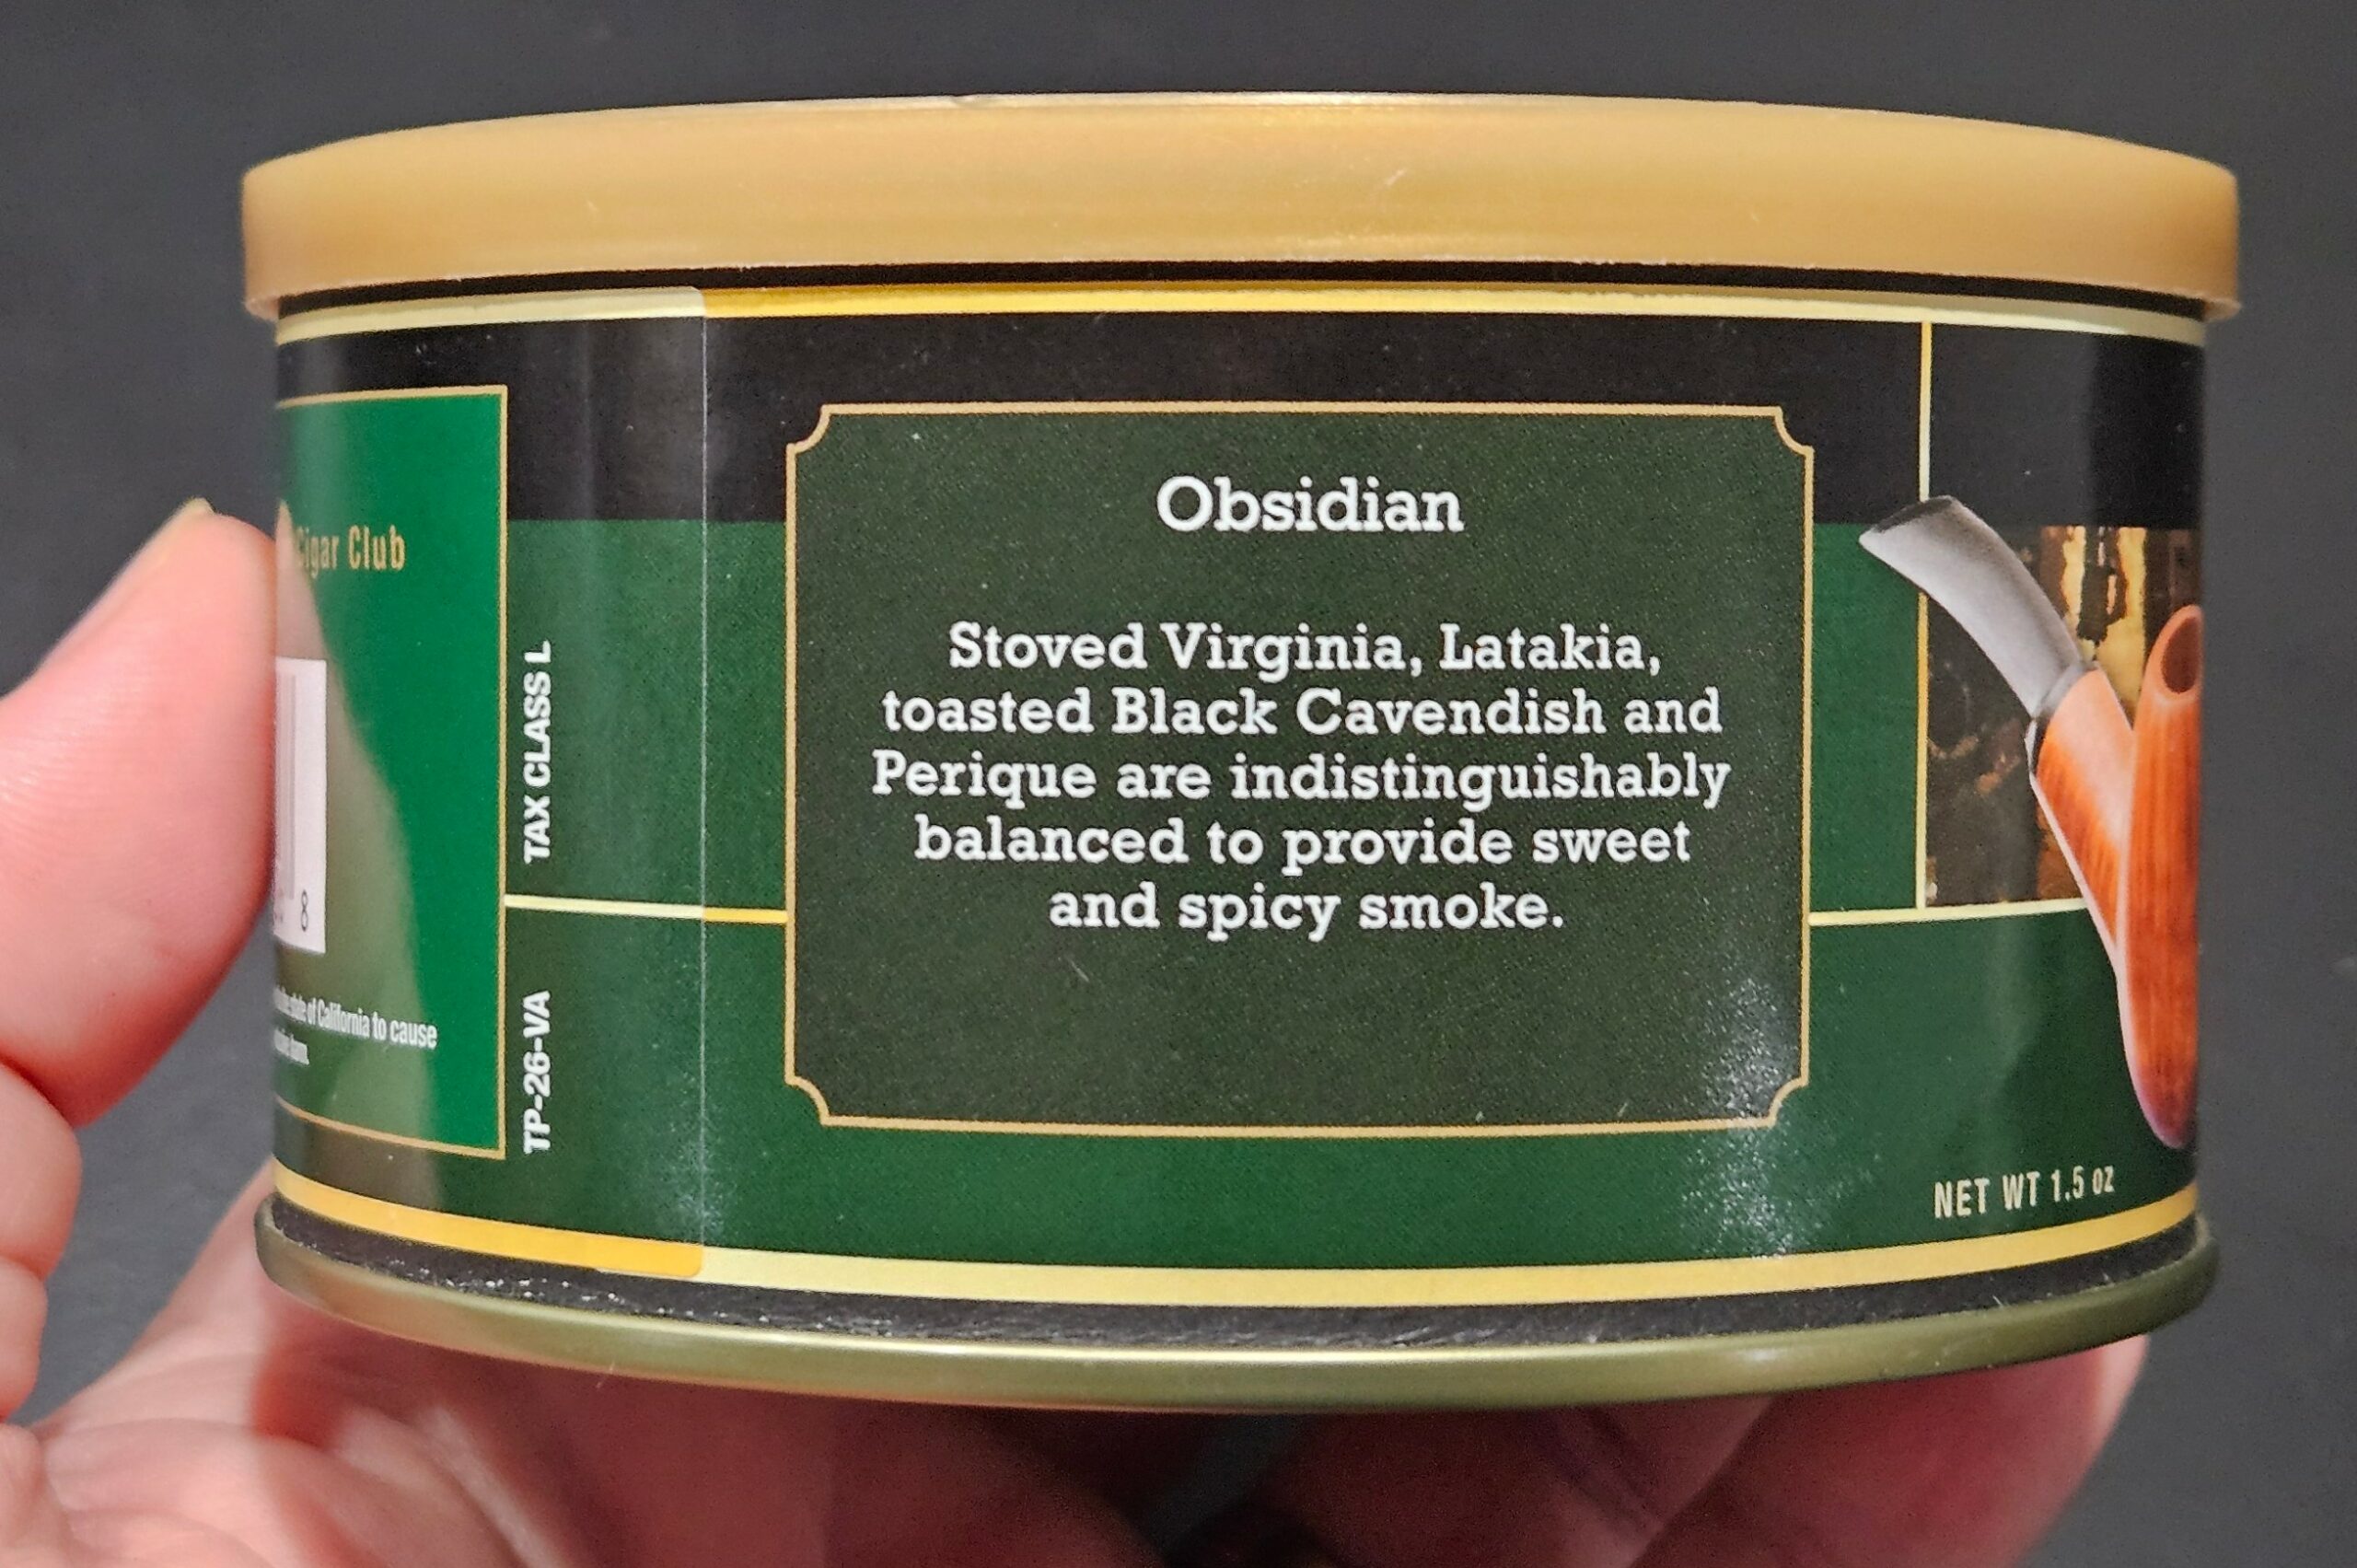 Cigar Club
8
state of California to cause
TAX CLASS L
TP-26-VA
Obsidian
Stoved Virginia, Latakia,
toasted Black Cavendish and
Perique are indistinguishably
balanced to provide sweet
and spicy smoke.
NET WT 1.5 oz